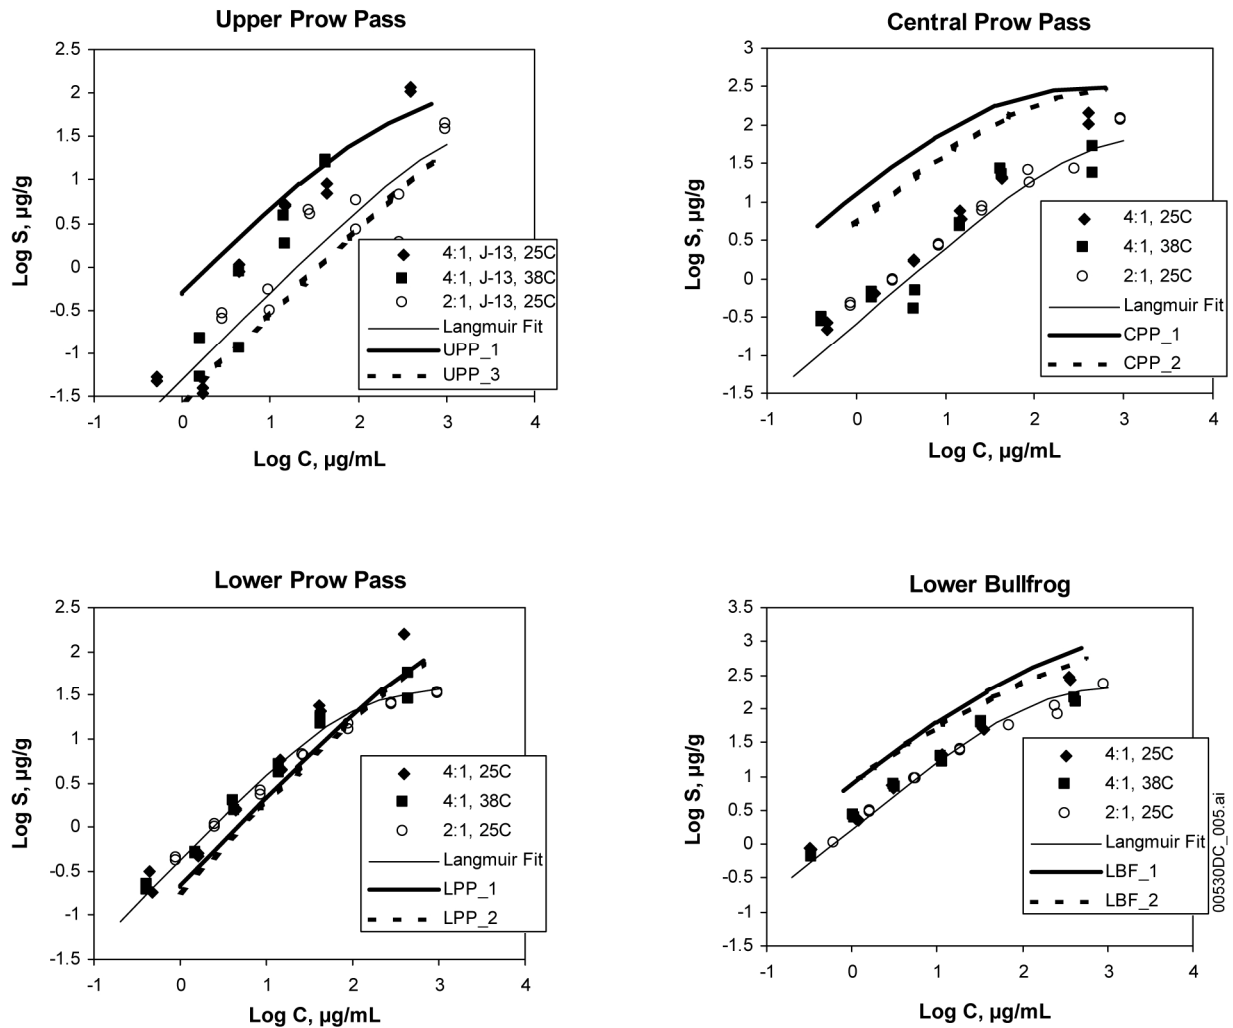 Upper Prow Pass
2.5
2
1.5
1
0.5
0
-0.5
-1
-1.5
-1 0 1 2 3 4
Log S, µg/g
Log C, µg/mL
4:1, J-13, 25C
4:1, J-13, 38C
2:1, J-13, 25C
Langmuir Fit
UPP_1
UPP_3
Central Prow Pass
3
2.5
2
1.5
1
0.5
0
-0.5
-1
-1.5
-1 0 1 2 3 4
Log S, µg/g
Log C, µg/mL
4:1, 25C
4:1, 38C
2:1, 25C
Langmuir Fit
CPP_1
CPP_2
Lower Prow Pass
2.5
2
1.5
1
0.5
0
-0.5
-1
-1.5
-1 0 1 2 3 4
Log S, µg/g
Log C, µg/mL
4:1, 25C
4:1, 38C
2:1, 25C
Langmuir Fit
LPP_1
LPP_2
Lower Bullfrog
3.5
3
2.5
2
1.5
1
0.5
0
-0.5
-1
-1.5
-1 0 1 2 3 4
Log S, µg/g
Log C, µg/mL
4:1, 25C
4:1, 38C
2:1, 25C
Langmuir Fit
LBF_1
LBF_2
00530DC_005.ai